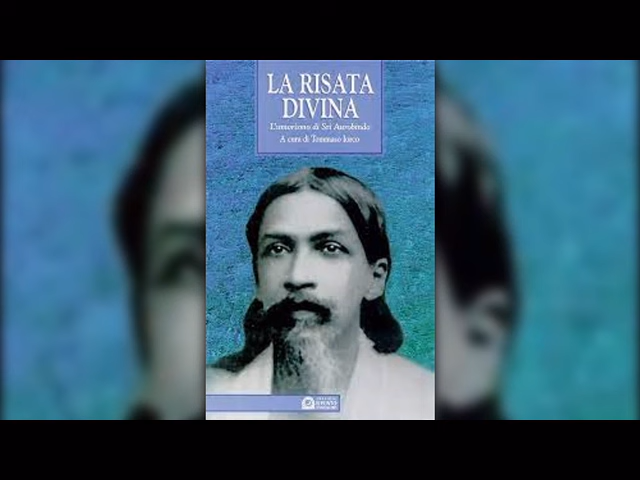 LA RISATA
DIVINA
L'umorismo di Sri Aurobindo
A cura di Tommaso Iorco